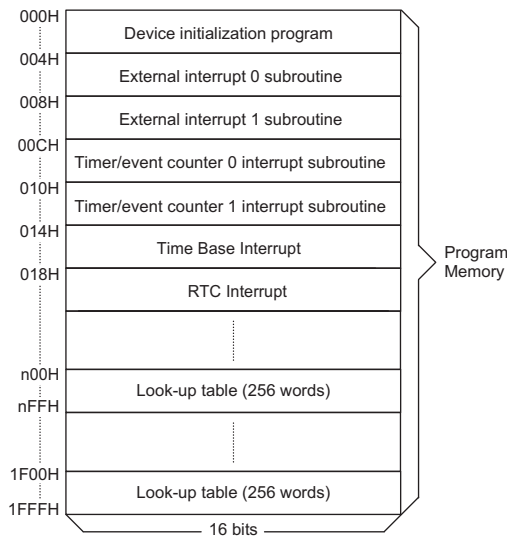 000H
Device initialization program
004H
External interrupt 0 subroutine
008H
External interrupt 1 subroutine
00CH
Timer/event counter 0 interrupt subroutine
010H
Timer/event counter 1 interrupt subroutine
014H
Time Base Interrupt
018H
RTC Interrupt
Program
Memory
n00H
Look-up table (256 words)
nFFH
1F00H
Look-up table (256 words)
1FFFH
16 bits